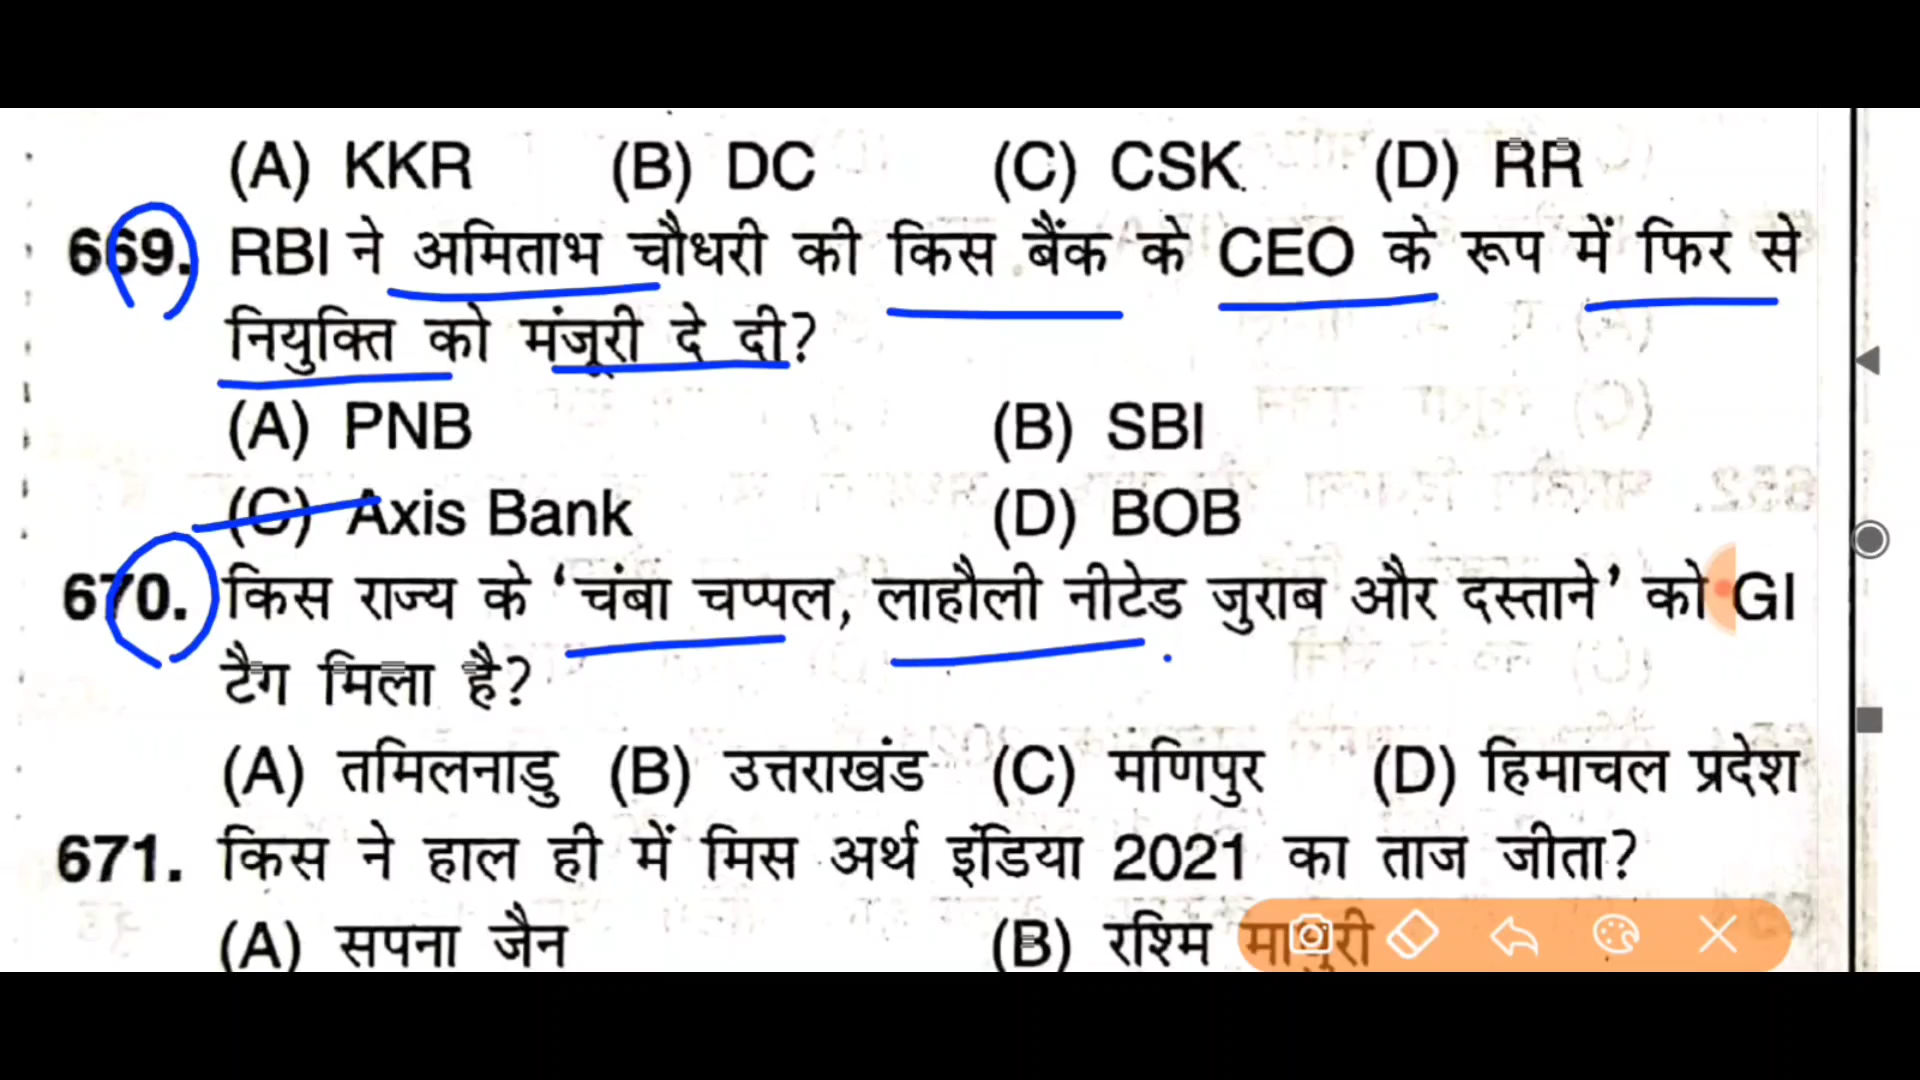 (A) KKR (B) DC (C) CSK (D) RR
669. RBI ने अमिताभ चौधरी की किस बैंक के CEO के रूप में फिर से
नियुक्ति को मंजूरी दे दी?
(A) PNB (B) SBI
(C) Axis Bank (D) BOB
670. किस राज्य के ‘चंबा चप्पल, लाहौली नीटेड जुराब और दस्ताने’ को GI
टैग मिला है?
(A) तमिलनाडु (B) उत्तराखंड (C) मणिपुर (D) हिमाचल प्रदेश
671. किस ने हाल ही में मिस अर्थ इंडिया 2021 का ताज जीता?
(A) सपना जैन (B) रश्मि